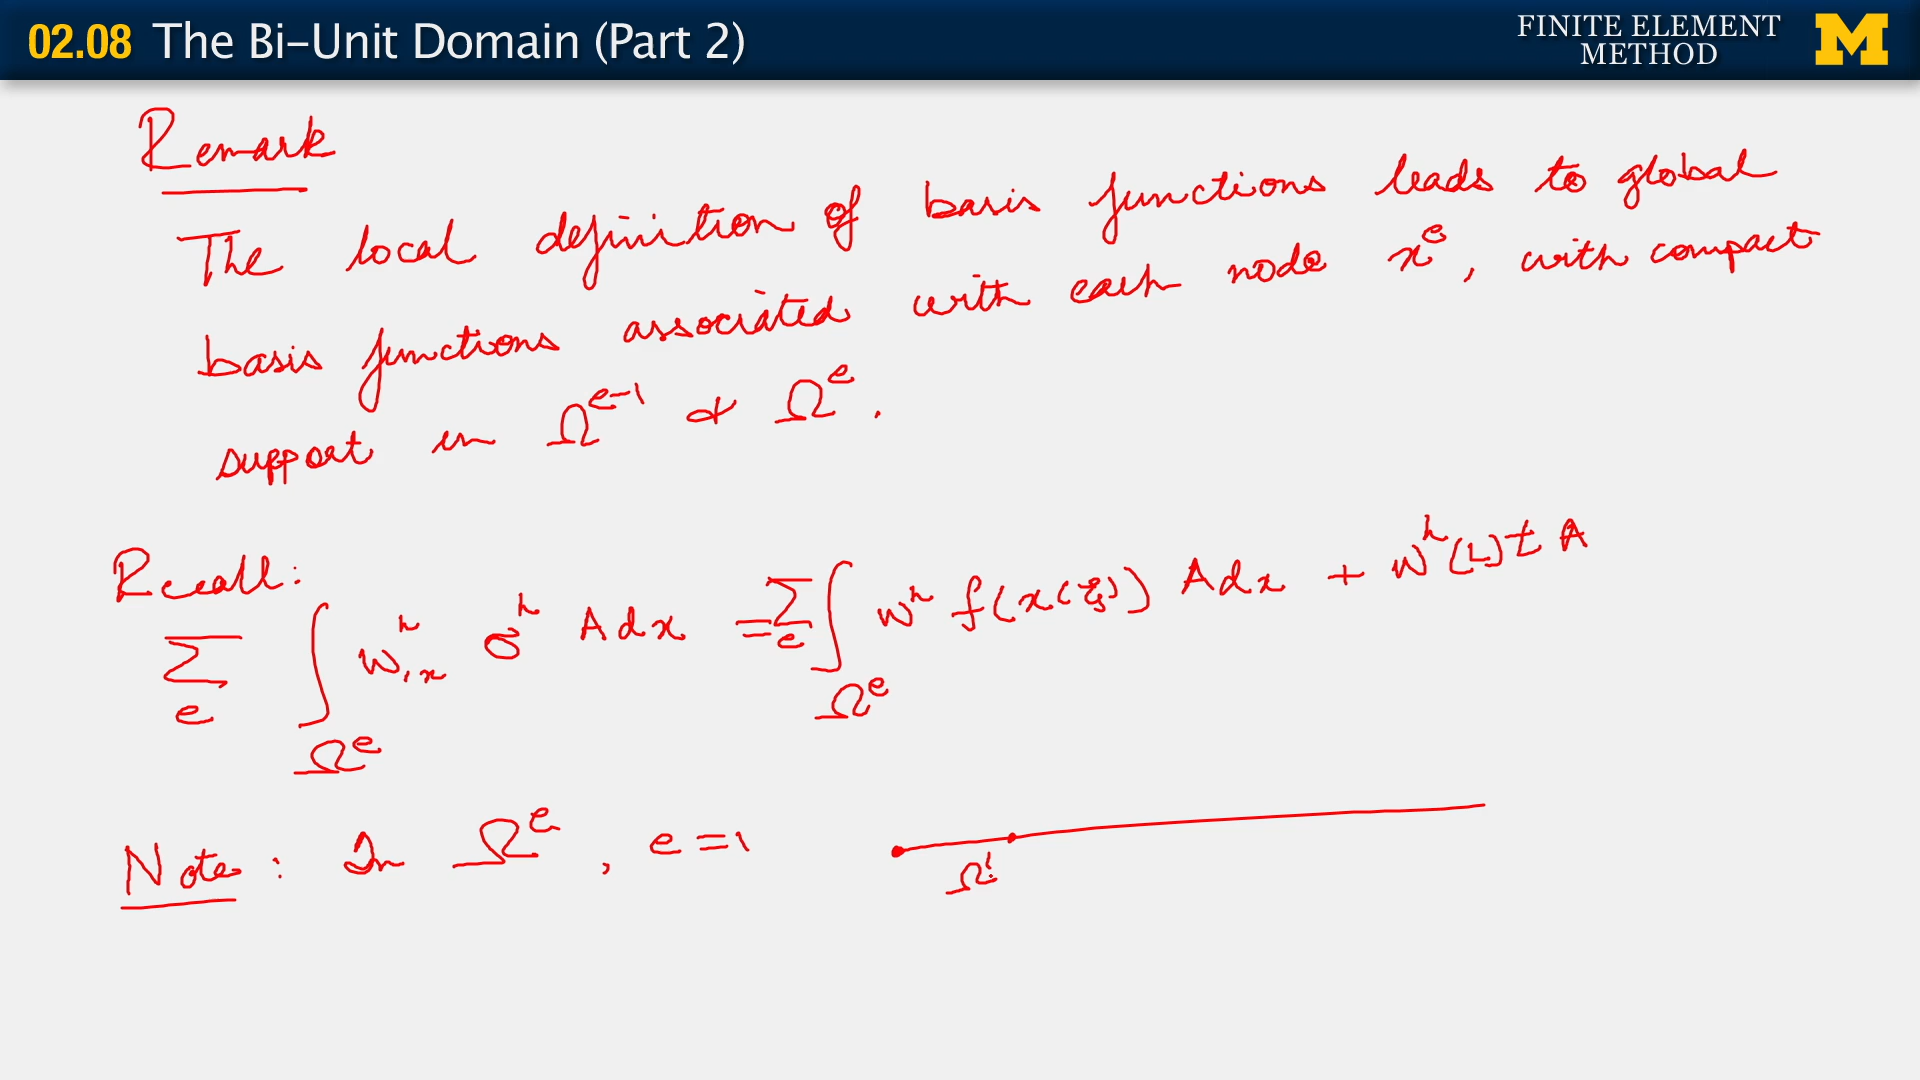 02.08 The Bi-Unit Domain (Part 2)
FINITE ELEMENT
METHOD
M
Remark
The local definition of basis functions leads to global
basis functions associated with each node x^e, with compact
support in Ω^{e-1} & Ω^e.
Recall:
∑_e ∫_{Ω^e} w^h_{,x} σ^h A dx = ∑_e ∫_{Ω^e} w^h f(x(ξ)) A dx + w^h(L) t A
Note: In Ω^e, e = 1
Ω^1